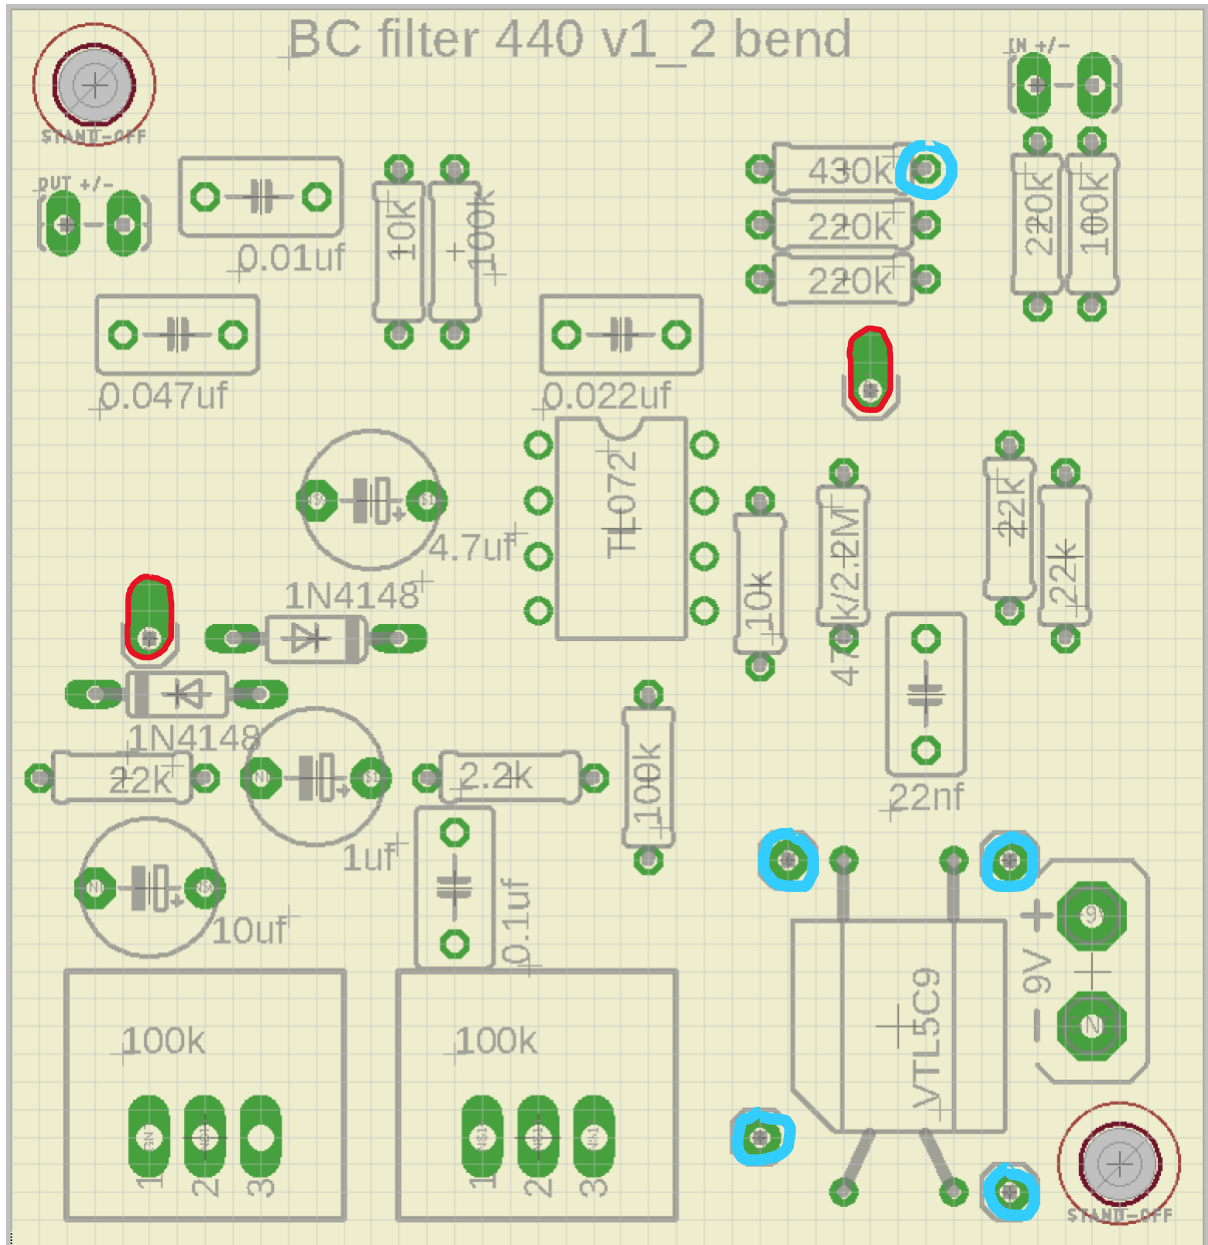 BC filter 440 v1_2 bend
IN +/-
STAND-OFF
OUT +/-
430k
220k
220k
220k
100k
10k
100k
0.01uf
0.047uf
0.022uf
TL072
4.7uf
1N4148
1N4148
10k
22k
22k
22k
2.2k
100k
22nf
1uf
10uf
0.1uf
9V
+
-
VTL5C9
100k
100k
1
2
3
1
2
3
STAND-OFF